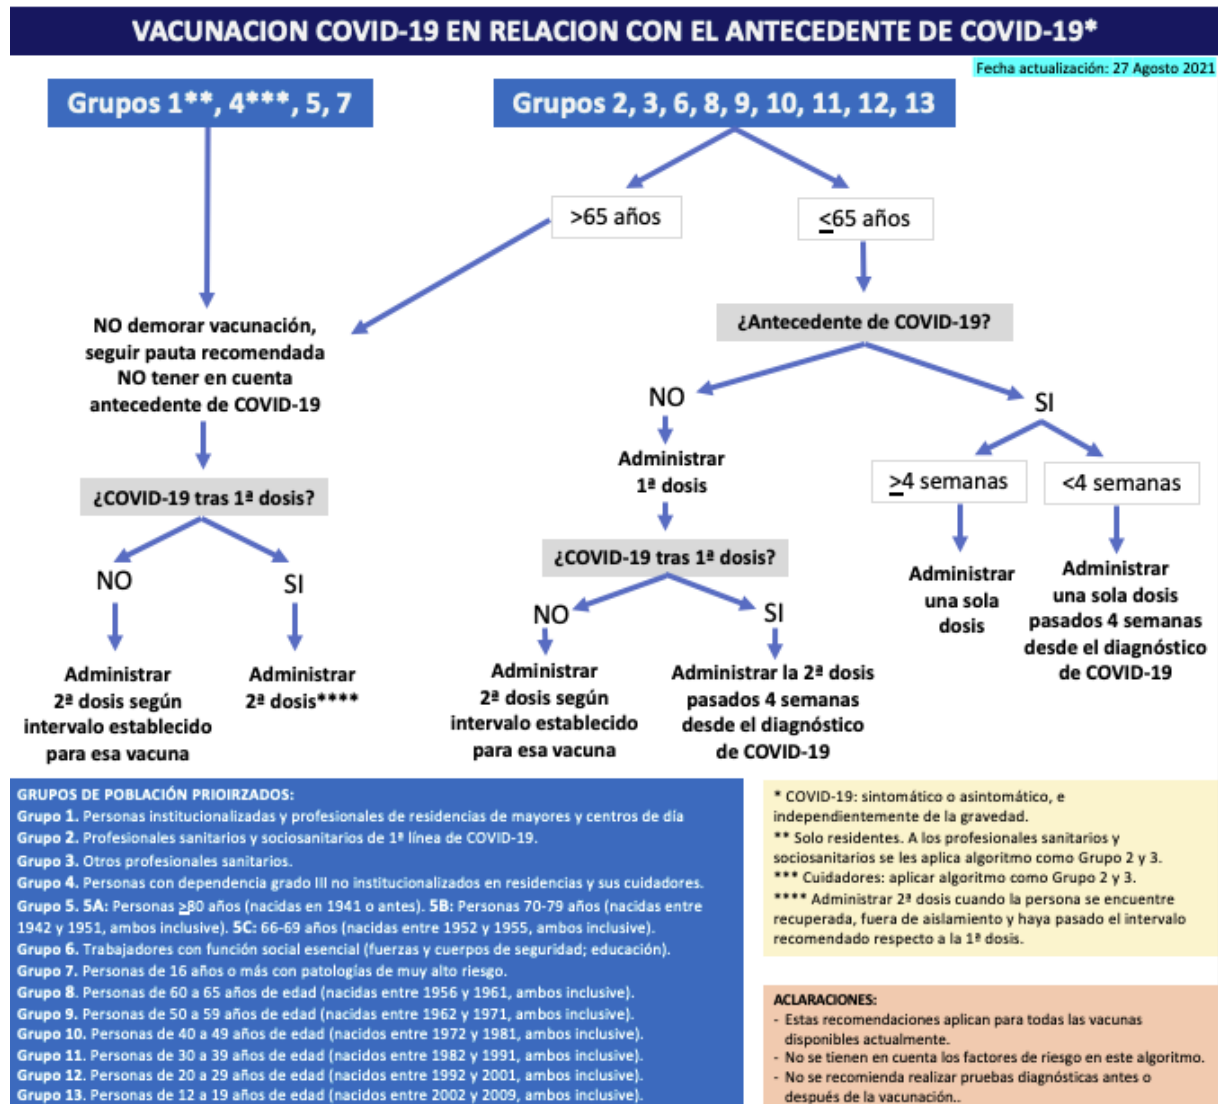 VACUNACION COVID-19 EN RELACION CON EL ANTECEDENTE DE COVID-19*
Fecha actualización: 27 Agosto 2021
Grupos 1**, 4***, 5, 7
Grupos 2, 3, 6, 8, 9, 10, 11, 12, 13
>65 años
≤65 años
NO demorar vacunación,
seguir pauta recomendada
NO tener en cuenta
antecedente de COVID-19
¿COVID-19 tras 1ª dosis?
NO
SI
Administrar
2ª dosis según
intervalo establecido
para esa vacuna
Administrar
2ª dosis****
¿Antecedente de COVID-19?
NO
SI
Administrar
1ª dosis
¿COVID-19 tras 1ª dosis?
NO
SI
Administrar
2ª dosis según
intervalo establecido
para esa vacuna
Administrar la 2ª dosis
pasados 4 semanas
desde el diagnóstico
de COVID-19
≥4 semanas
<4 semanas
Administrar
una sola
dosis
Administrar
una sola dosis
pasados 4 semanas
desde el diagnóstico
de COVID-19
GRUPOS DE POBLACIÓN PRIOIRZADOS:
Grupo 1. Personas institucionalizadas y profesionales de residencias de mayores y centros de día
Grupo 2. Profesionales sanitarios y sociosanitarios de 1ª línea de COVID-19.
Grupo 3. Otros profesionales sanitarios.
Grupo 4. Personas con dependencia grado III no institucionalizados en residencias y sus cuidadores.
Grupo 5. 5A: Personas ≥80 años (nacidas en 1941 o antes). 5B: Personas 70-79 años (nacidas entre
1942 y 1951, ambos inclusive). 5C: 66-69 años (nacidas entre 1952 y 1955, ambos inclusive).
Grupo 6. Trabajadores con función social esencial (fuerzas y cuerpos de seguridad; educación).
Grupo 7. Personas de 16 años o más con patologías de muy alto riesgo.
Grupo 8. Personas de 60 a 65 años de edad (nacidas entre 1956 y 1961, ambos inclusive).
Grupo 9. Personas de 50 a 59 años de edad (nacidas entre 1962 y 1971, ambos inclusive).
Grupo 10. Personas de 40 a 49 años de edad (nacidos entre 1972 y 1981, ambos inclusive).
Grupo 11. Personas de 30 a 39 años de edad (nacidos entre 1982 y 1991, ambos inclusive).
Grupo 12. Personas de 20 a 29 años de edad (nacidos entre 1992 y 2001, ambos inclusive).
Grupo 13. Personas de 12 a 19 años de edad (nacidos entre 2002 y 2009, ambos inclusive).
* COVID-19: sintomático o asintomático, e
independientemente de la gravedad.
** Solo residentes. A los profesionales sanitarios y
sociosanitarios se les aplica algoritmo como Grupo 2 y 3.
*** Cuidadores: aplicar algoritmo como Grupo 2 y 3.
**** Administrar 2ª dosis cuando la persona se encuentre
recuperada, fuera de aislamiento y haya pasado el intervalo
recomendado respecto a la 1ª dosis.
ACLARACIONES:
- Estas recomendaciones aplican para todas las vacunas
disponibles actualmente.
- No se tienen en cuenta los factores de riesgo en este algoritmo.
- No se recomienda realizar pruebas diagnósticas antes o
después de la vacunación..